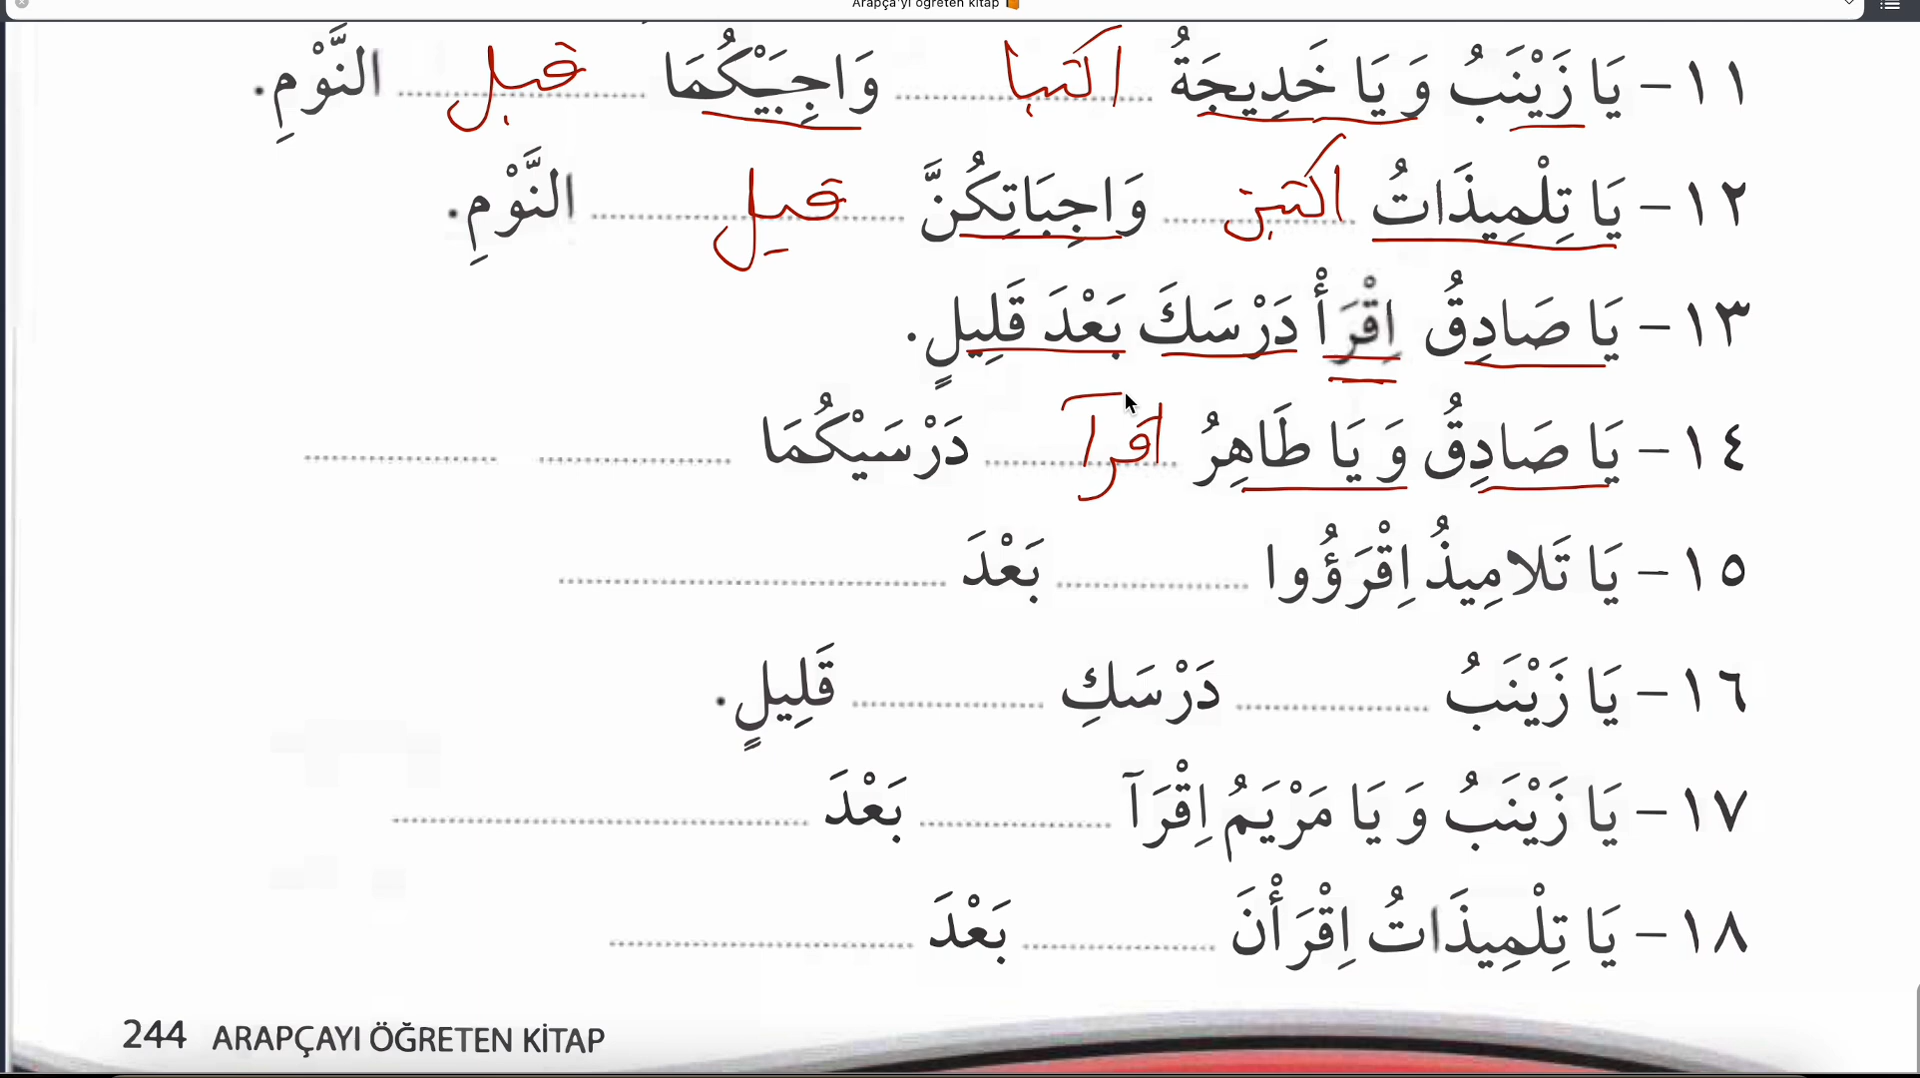 Arapça'yı öğreten kitap
١١- يَا زَيْنَبُ وَ يَا خَدِيجَةُ اكتبا وَاجِبَيْكُمَا قبل النَّوْمِ.
١٢- يَا تِلْمِيذَاتُ اكتبن وَاجِبَاتِكُنَّ قبل النَّوْمِ.
١٣- يَا صَادِقُ اِقْرَأْ دَرْسَكَ بَعْدَ قَلِيلٍ.
١٤- يَا صَادِقُ وَ يَا طَاهِرُ اقرآ دَرْسَيْكُمَا
١٥- يَا تَلامِيذُ اِقْرَؤُوا بَعْدَ
١٦- يَا زَيْنَبُ دَرْسَكِ قَلِيلٍ.
١٧- يَا زَيْنَبُ وَ يَا مَرْيَمُ اِقْرَآ بَعْدَ
١٨- يَا تِلْمِيذَاتُ اِقْرَأْنَ بَعْدَ
244 ARAPÇAYI ÖĞRETEN KİTAP